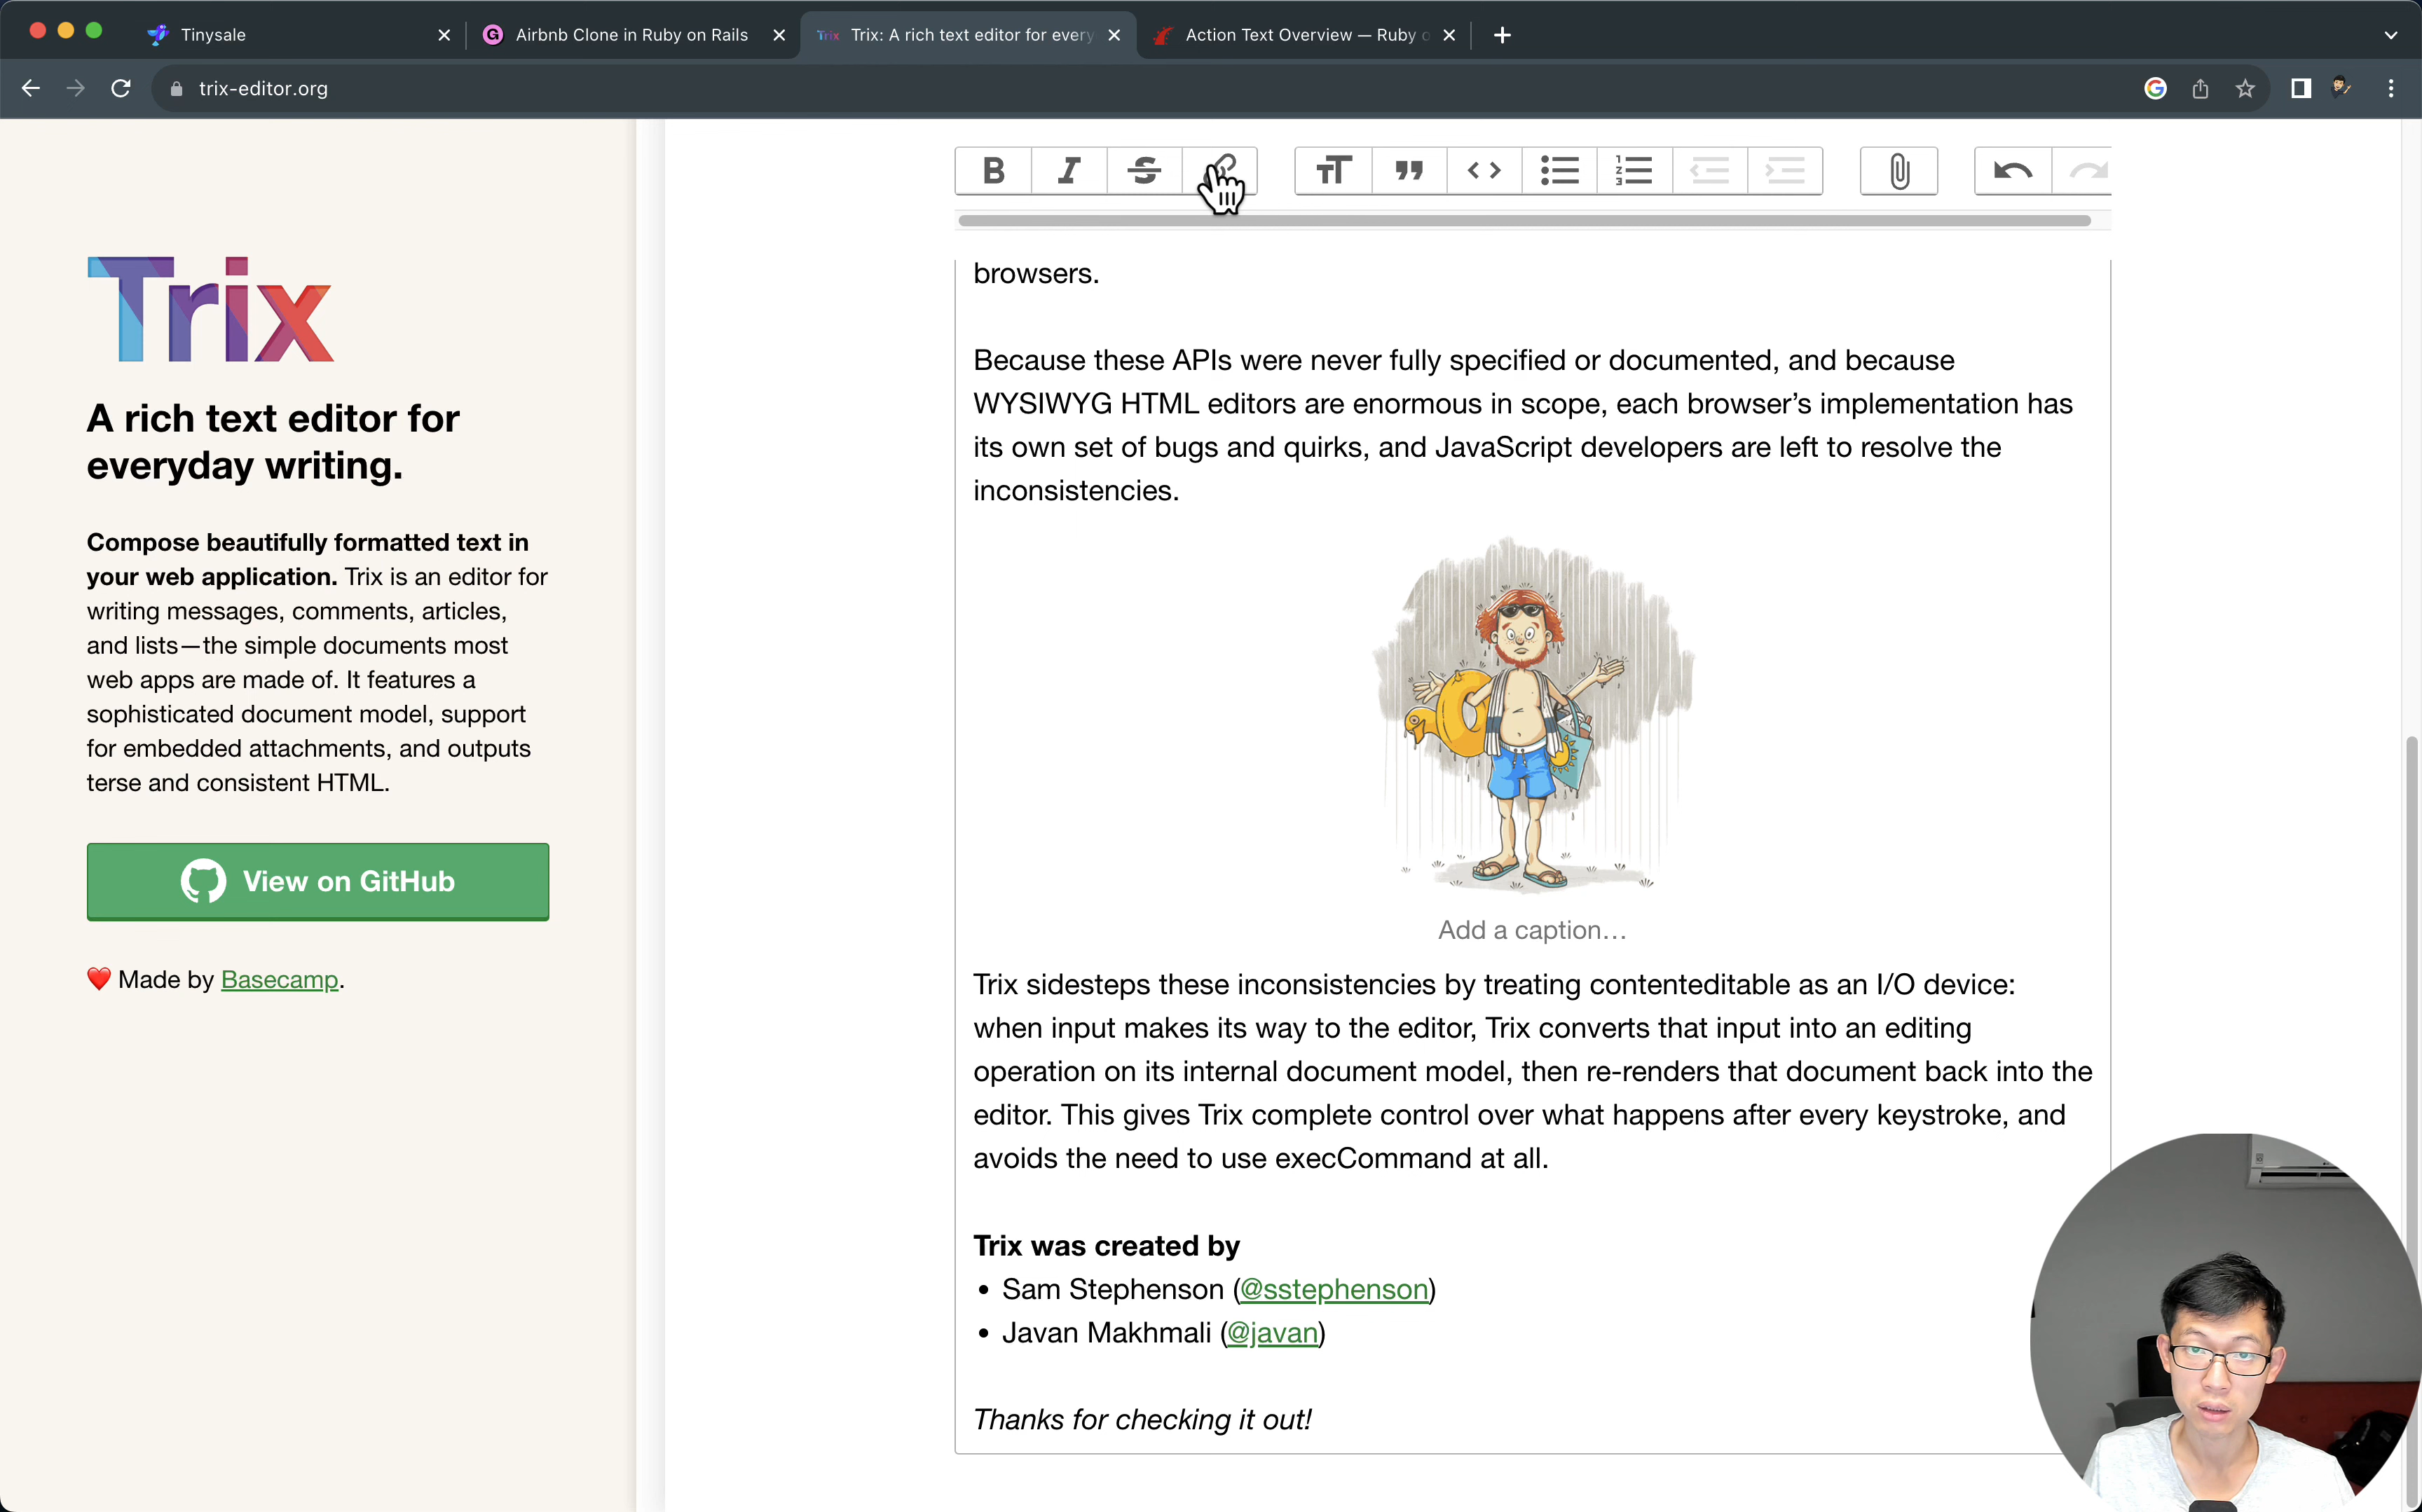 Tinysale
Airbnb Clone in Ruby on Rails
Trix Trix: A rich text editor for every
Action Text Overview — Ruby o
trix-editor.org
Trix
A rich text editor for
everyday writing.
Compose beautifully formatted text in
your web application. Trix is an editor for
writing messages, comments, articles,
and lists—the simple documents most
web apps are made of. It features a
sophisticated document model, support
for embedded attachments, and outputs
terse and consistent HTML.
View on GitHub
❤️ Made by Basecamp.
browsers.
Because these APIs were never fully specified or documented, and because
WYSIWYG HTML editors are enormous in scope, each browser’s implementation has
its own set of bugs and quirks, and JavaScript developers are left to resolve the
inconsistencies.
Add a caption…
Trix sidesteps these inconsistencies by treating contenteditable as an I/O device:
when input makes its way to the editor, Trix converts that input into an editing
operation on its internal document model, then re-renders that document back into the
editor. This gives Trix complete control over what happens after every keystroke, and
avoids the need to use execCommand at all.
Trix was created by
• Sam Stephenson (@sstephenson)
• Javan Makhmali (@javan)
Thanks for checking it out!